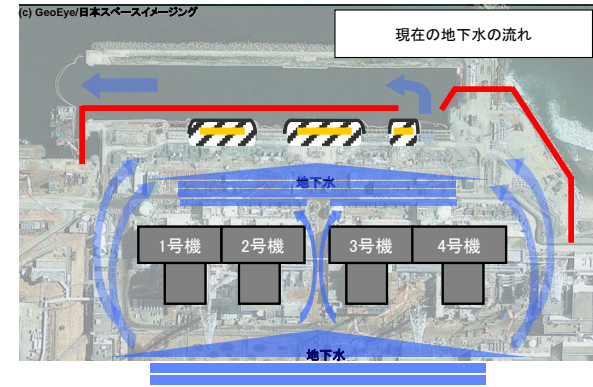 (c) GeoEye/日本スペースイメージング
現在の地下水の流れ
地下水
1号機
2号機
3号機
4号機
地下水